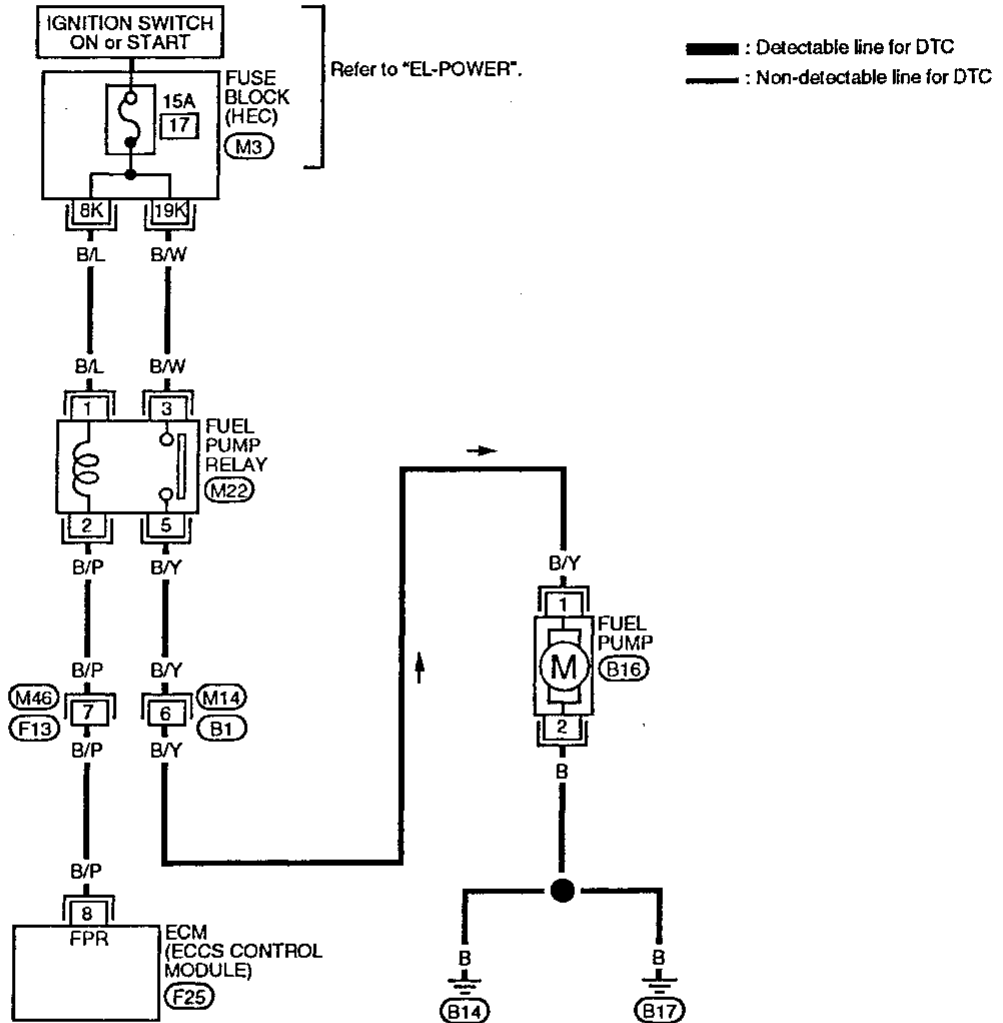 IGNITION SWITCH
ON or START
Refer to "EL-POWER".
FUSE
BLOCK
(HEC)
M3
15A
17
8K
19K
B/L
B/W
B/L
B/W
1
3
FUEL
PUMP
RELAY
M22
2
5
B/P
B/Y
B/P
B/Y
M46
F13
7
6
M14
B1
B/P
B/Y
B/P
8
FPR
ECM
(ECCS CONTROL
MODULE)
F25
: Detectable line for DTC
: Non-detectable line for DTC
B/Y
1
FUEL
PUMP
B16
M
2
B
B
B
B14
B17